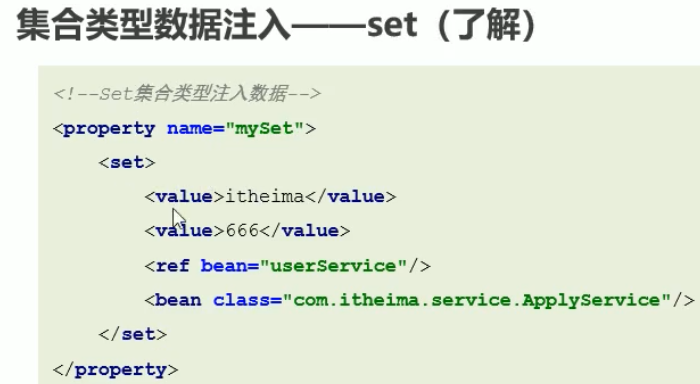 集合类型数据注入——set（了解）
<!--Set集合类型注入数据-->
<property name="mySet">
<set>
<value>itheima</value>
<value>666</value>
<ref bean="userService"/>
<bean class="com.itheima.service.ApplyService"/>
</set>
</property>